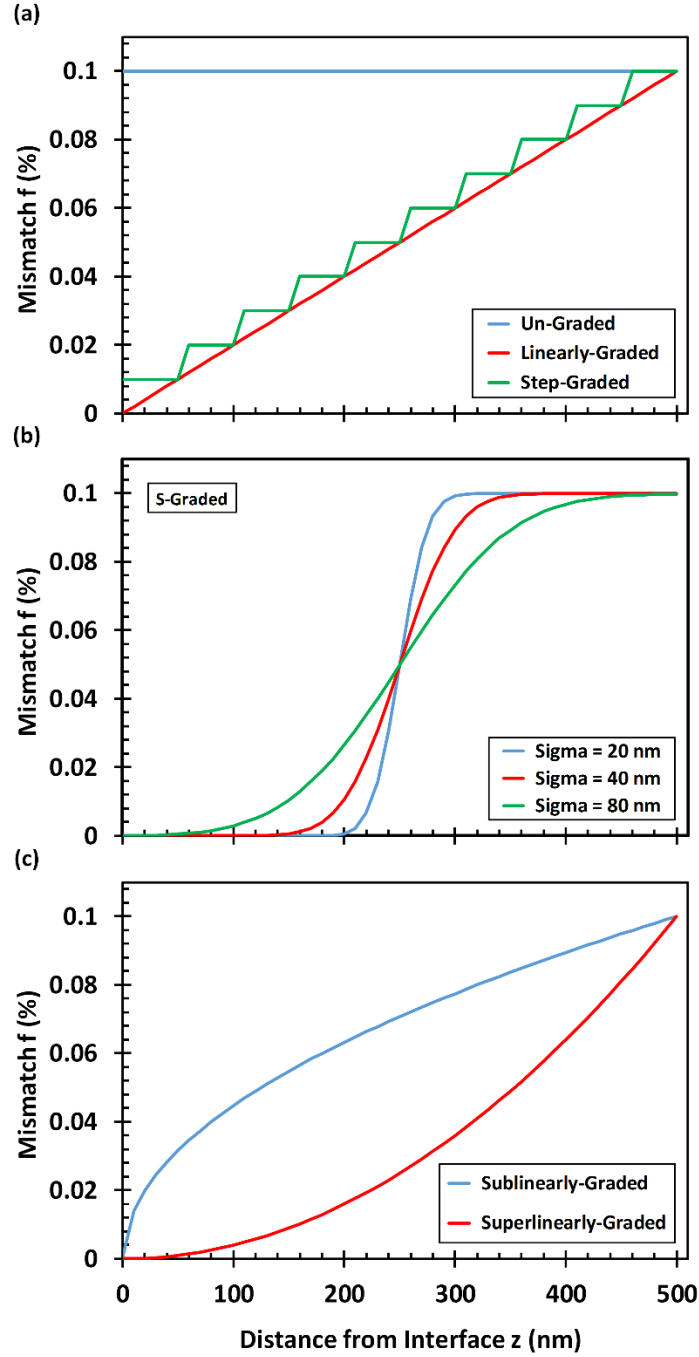 (a)
Mismatch f (%)
0.1
0.08
0.06
0.04
0.02
0
Un-Graded
Linearly-Graded
Step-Graded
(b)
Mismatch f (%)
0.1
0.08
0.06
0.04
0.02
0
S-Graded
Sigma = 20 nm
Sigma = 40 nm
Sigma = 80 nm
(c)
Mismatch f (%)
0.1
0.08
0.06
0.04
0.02
0
Sublinearly-Graded
Superlinearly-Graded
0 100 200 300 400 500
Distance from Interface z (nm)